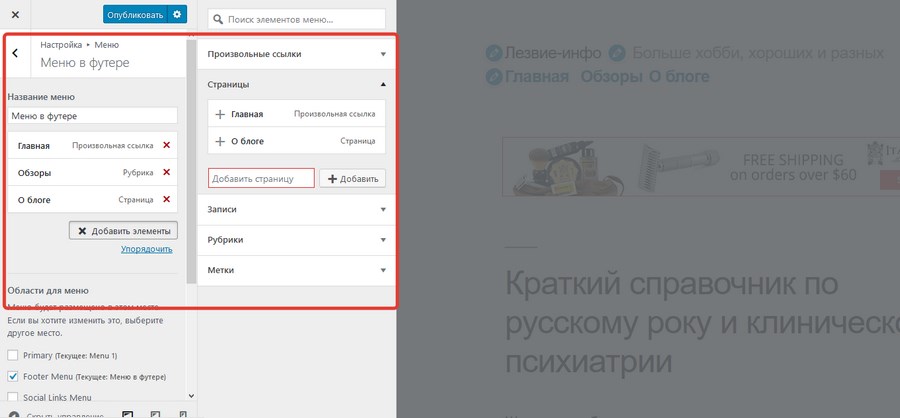 Опубликовать
Настройка ▸ Меню
Меню в футере
Название меню
Меню в футере
Главная Произвольная ссылка
Обзоры Рубрика
О блоге Страница
Добавить элементы
Упорядочить
Области для меню
Меню будет размещено в этом месте.
Если вы хотите изменить это, выберите
другое место.
Primary (Текущее: Menu 1)
Footer Menu (Текущее: Меню в футере)
Social Links Menu
Скрыть управление
Поиск элементов меню...
Произвольные ссылки
Страницы
Главная Произвольная ссылка
О блоге Страница
Добавить страницу
Добавить
Записи
Рубрики
Метки
Лезвие-инфо Больше хобби, хороших и разных
Главная Обзоры О блоге
FREE SHIPPING
on orders over $60
Краткий справочник по
русскому року и клиническо
психиатрии